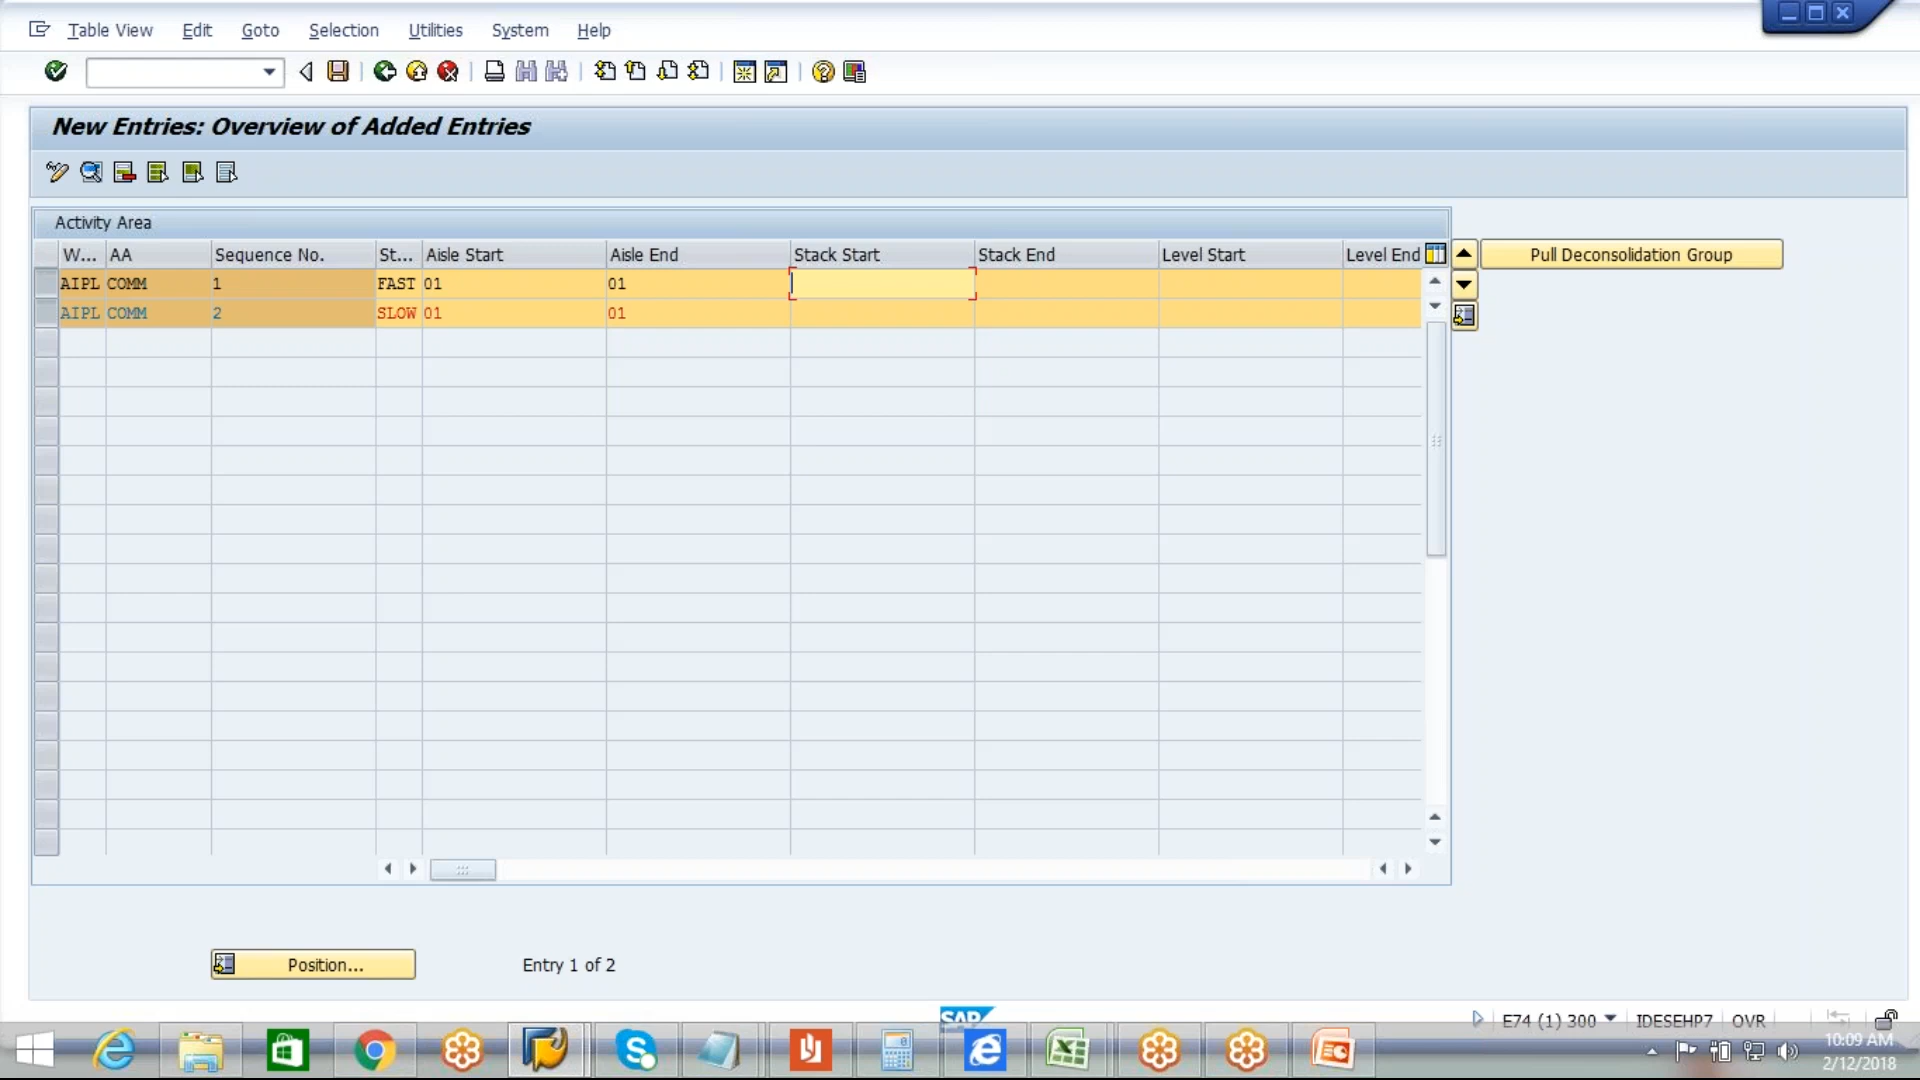 Table View Edit Goto Selection Utilities System Help
New Entries: Overview of Added Entries
Activity Area
W... AA Sequence No. St... Aisle Start Aisle End Stack Start Stack End Level Start Level End
Pull Deconsolidation Group
AIPL COMM 1 FAST 01 01
AIPL COMM 2 SLOW 01 01
Position... Entry 1 of 2
SAP
E74 (1) 300 IDESEHP7 OVR
10:09 AM
2/12/2018